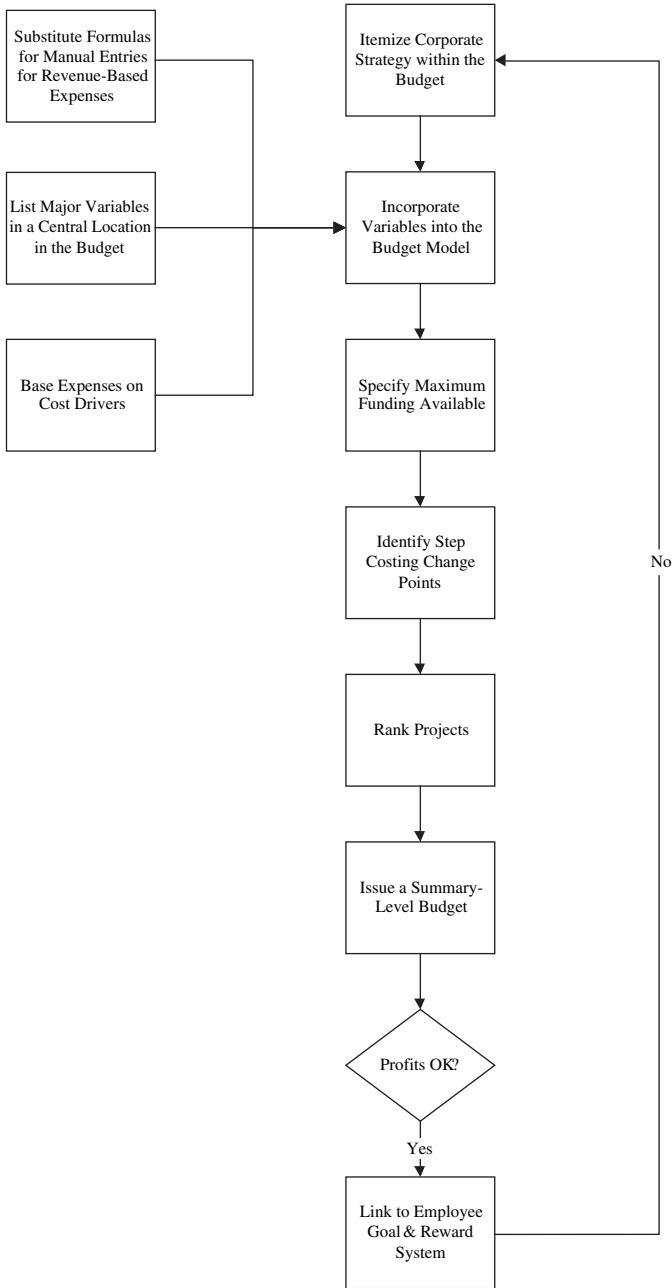 Substitute Formulas
for Manual Entries
for Revenue-Based
Expenses
Itemize Corporate
Strategy within the
Budget
List Major Variables
in a Central Location
in the Budget
Incorporate
Variables into the
Budget Model
Base Expenses on
Cost Drivers
Specify Maximum
Funding Available
Identify Step
Costing Change
Points
No
Rank Projects
Issue a Summary-
Level Budget
Profits OK?
Yes
Link to Employee
Goal & Reward
System